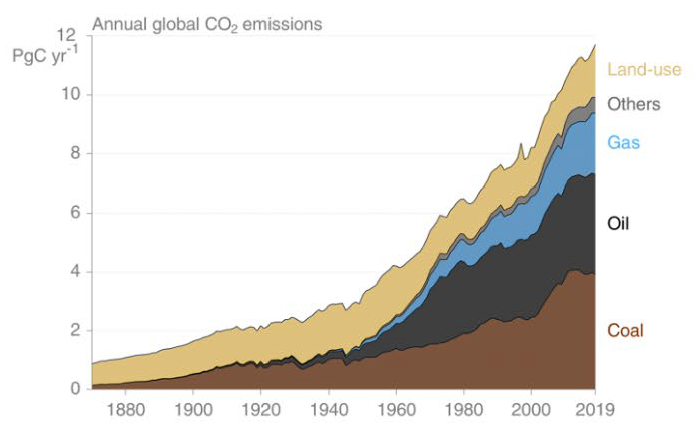 Annual global CO₂ emissions
12
PgC yr⁻¹
10
8
6
4
2
0
Land-use
Others
Gas
Oil
Coal
1880 1900 1920 1940 1960 1980 2000 2019